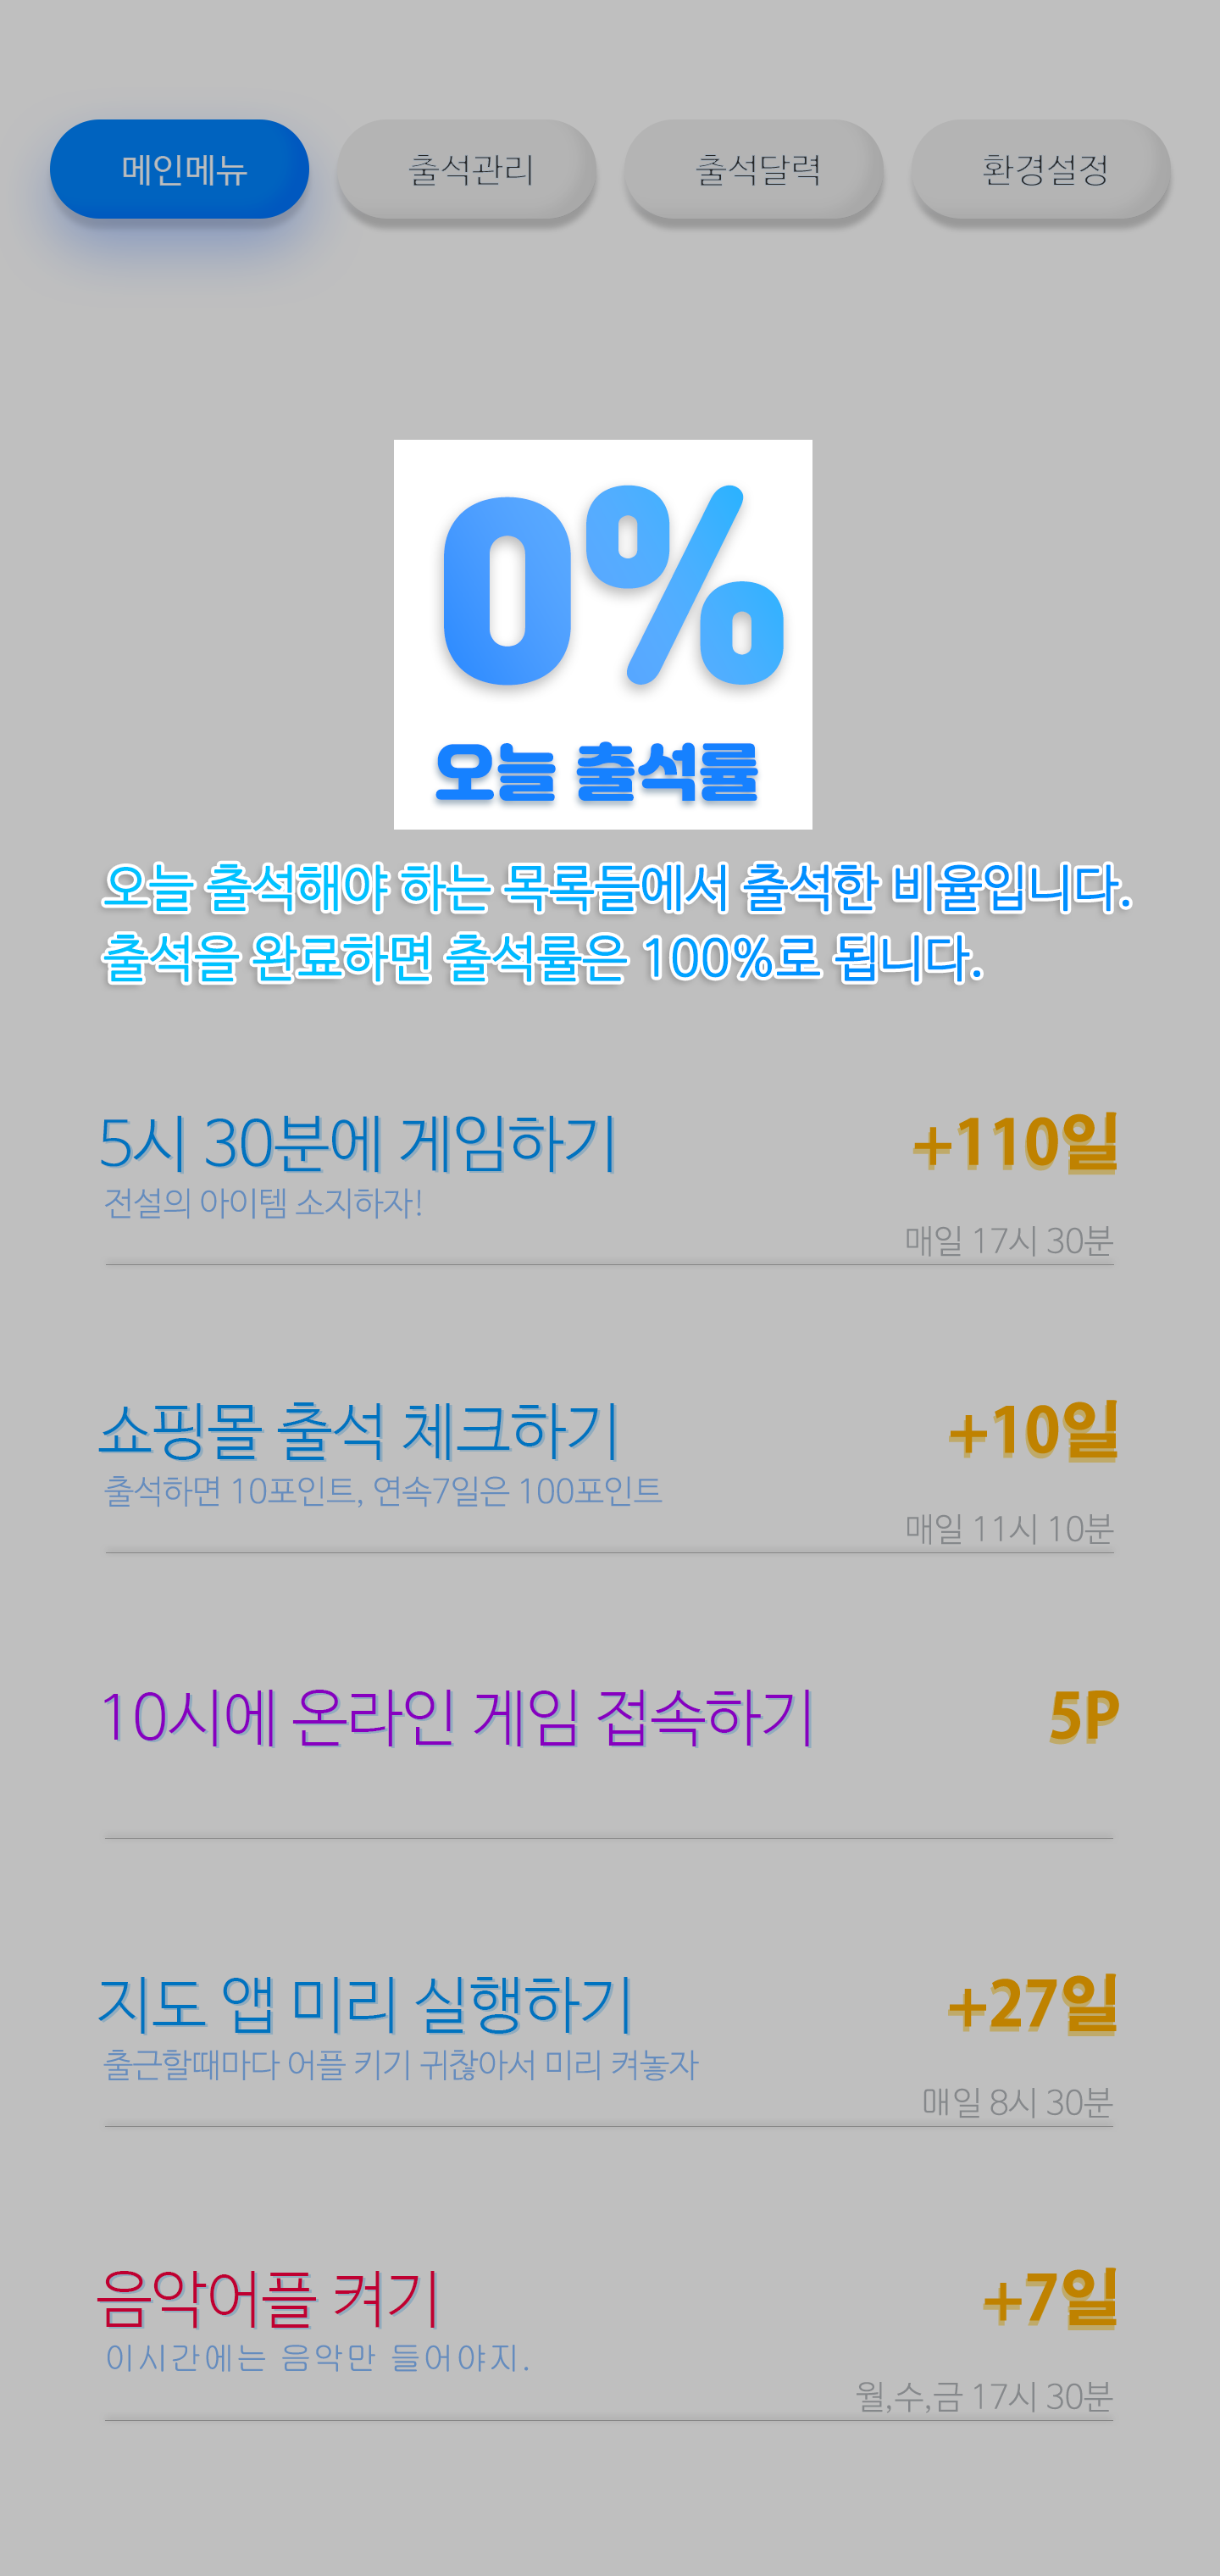 메인메뉴 출석관리 출석달력 환경설정
0%
오늘 출석률
오늘 출석해야 하는 목록들에서 출석한 비율입니다.
출석을 완료하면 출석률은 100%로 됩니다.
5시 30분에 게임하기 +110일
전설의 아이템 소지하자!
매일 17시 30분
쇼핑몰 출석 체크하기 +10일
출석하면 10포인트, 연속7일은 100포인트
매일 11시 10분
10시에 온라인 게임 접속하기 5P
지도 앱 미리 실행하기 +27일
출근할때마다 어플 키기 귀찮아서 미리 켜놓자
매일 8시 30분
음악어플 켜기 +7일
이시간에는 음악만 들어야지.
월,수,금 17시 30분